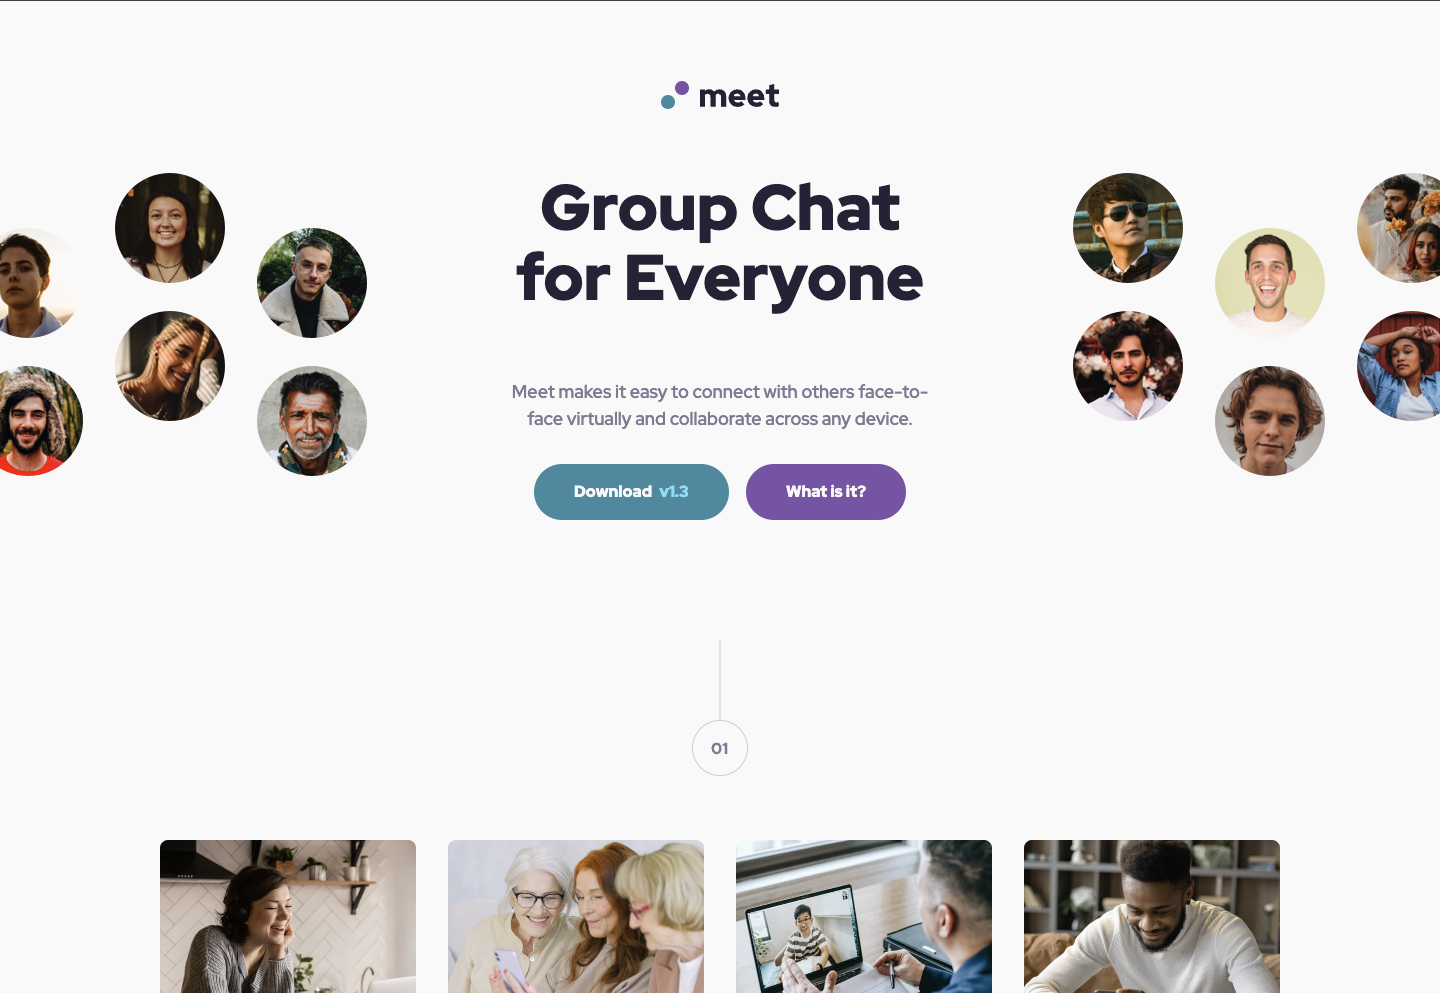 meet
Group Chat
for Everyone
Meet makes it easy to connect with others face-to-
face virtually and collaborate across any device.
Download v1.3
What is it?
01